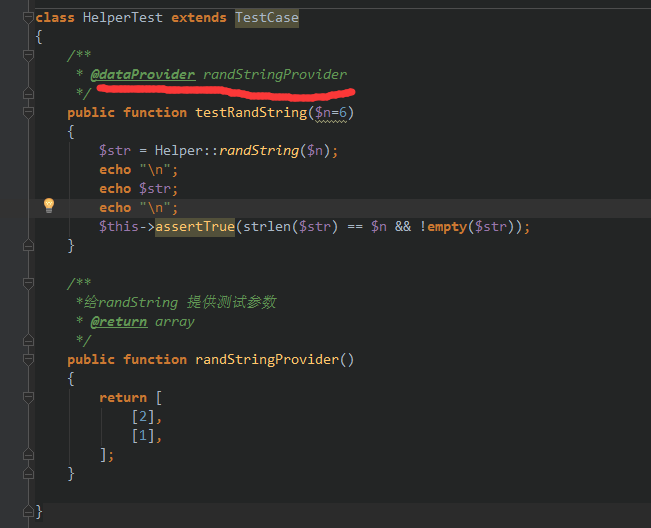 class HelperTest extends TestCase
{
/**
* @dataProvider randStringProvider
*/
public function testRandString($n=6)
{
$str = Helper::randString($n);
echo "\n";
echo $str;
echo "\n";
$this->assertTrue(strlen($str) == $n && !empty($str));
}
/**
*给randString 提供测试参数
* @return array
*/
public function randStringProvider()
{
return [
[2],
[1],
];
}
}